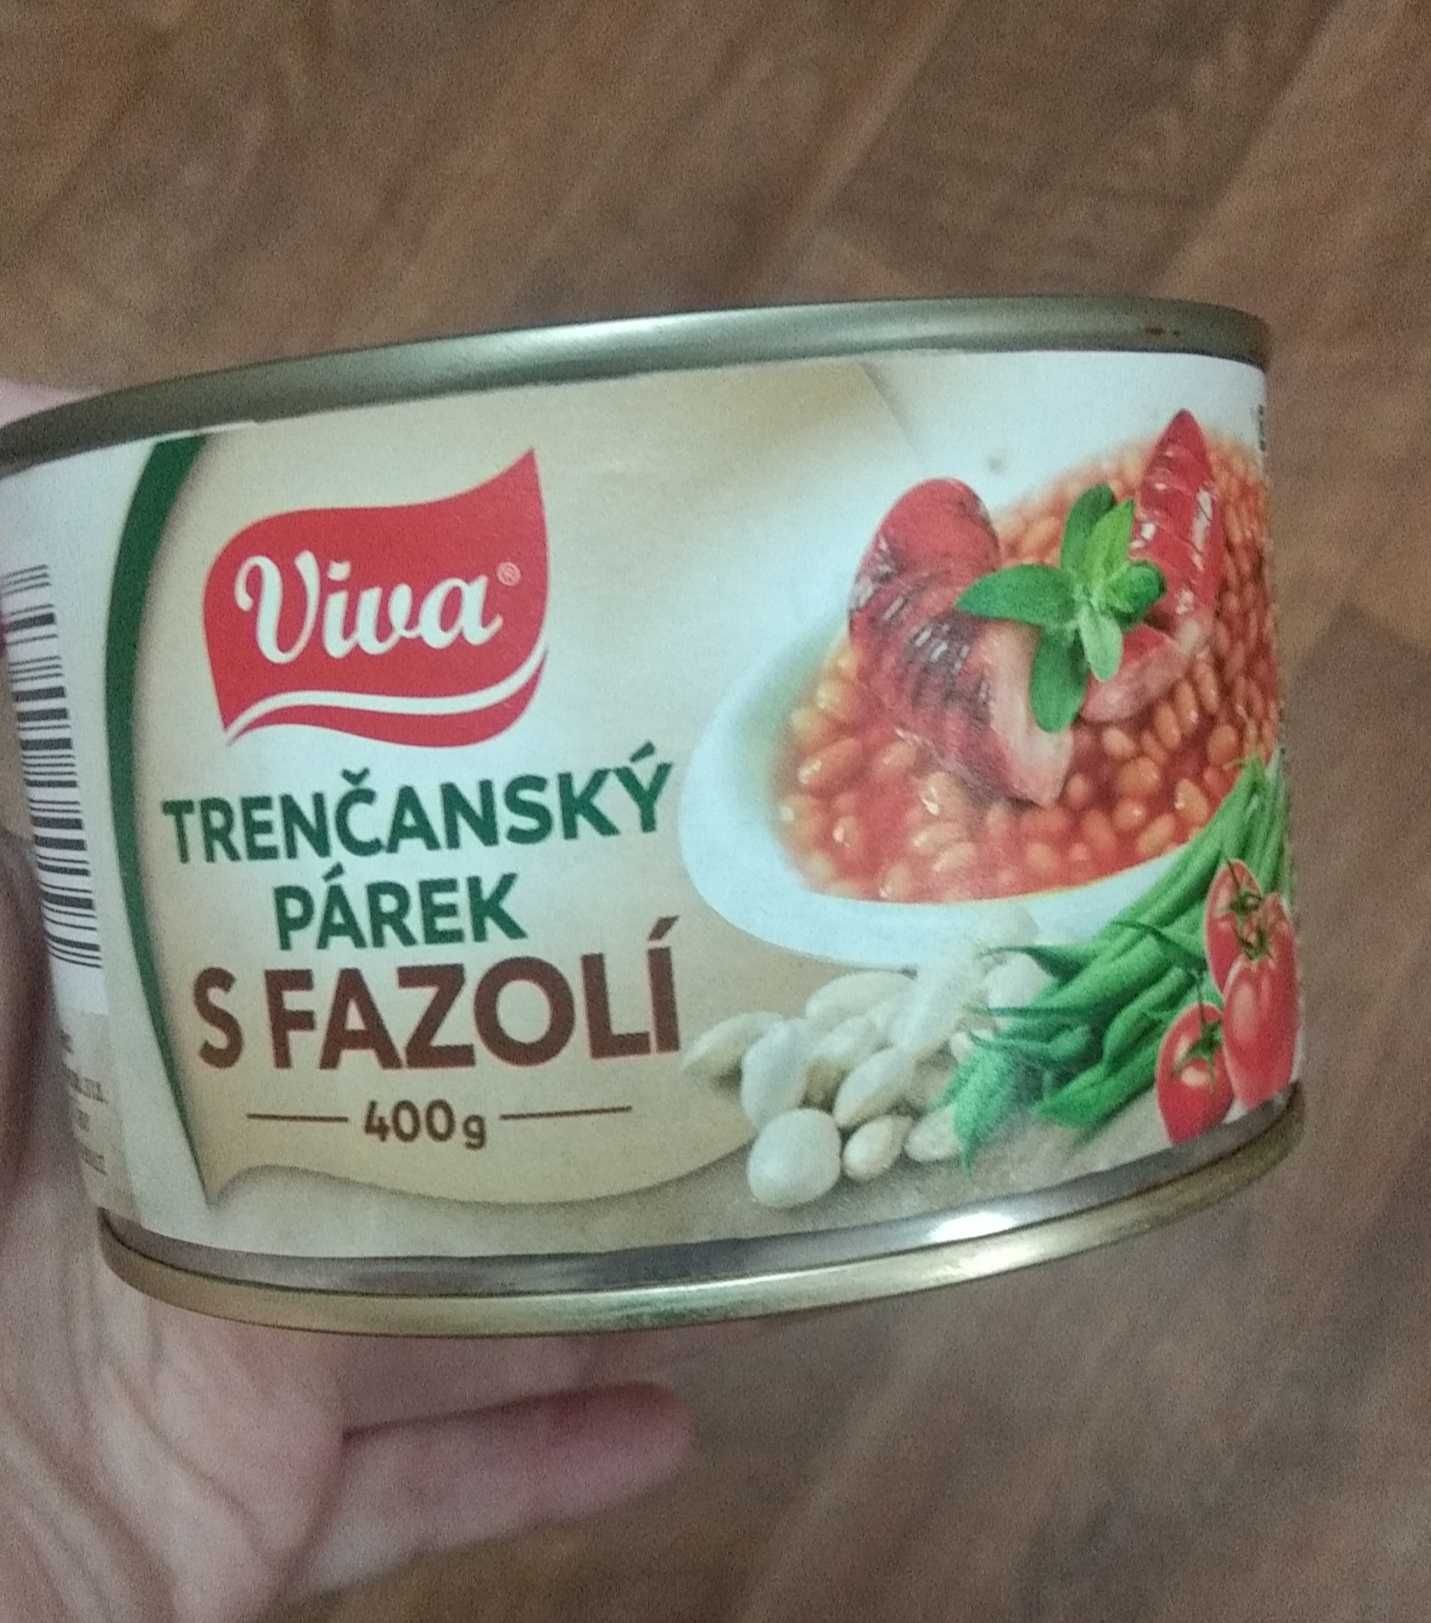 Viva®
TRENČANSKÝ
PÁREK
S FAZOLÍ
400g